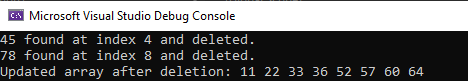 Microsoft Visual Studio Debug Console
45 found at index 4 and deleted.
78 found at index 8 and deleted.
Updated array after deletion: 11 22 33 36 52 57 60 64